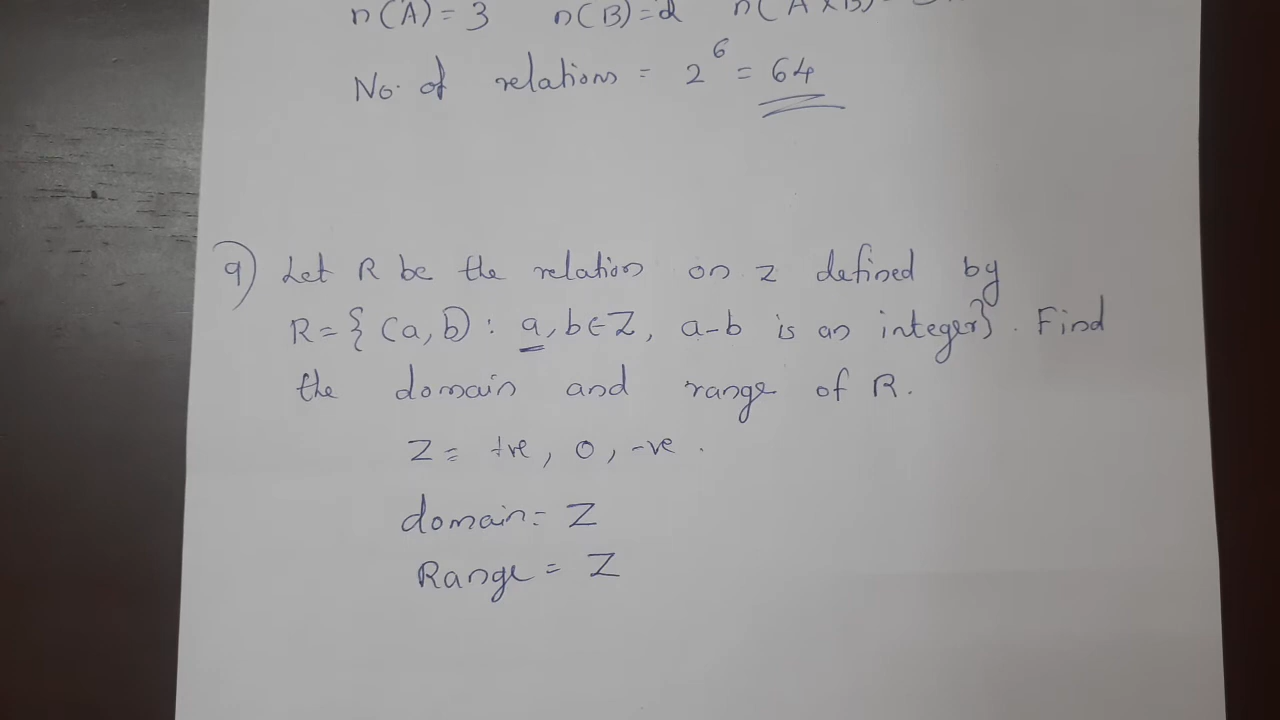 n(A) = 3 n(B) = 2 n(A×B) =
No. of relations = 2^6 = 64
9) Let R be the relation on z defined by
R = { (a, b) : a, b ∈ Z, a-b is an integer}. Find
the domain and range of R.
Z = +ve, 0, -ve.
domain = Z
Range = Z